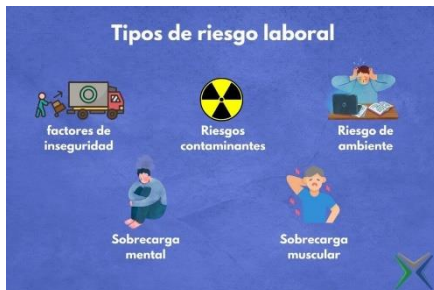 Tipos de riesgo laboral
factores de
inseguridad
Riesgos
contaminantes
Riesgo de
ambiente
Sobrecarga
mental
Sobrecarga
muscular